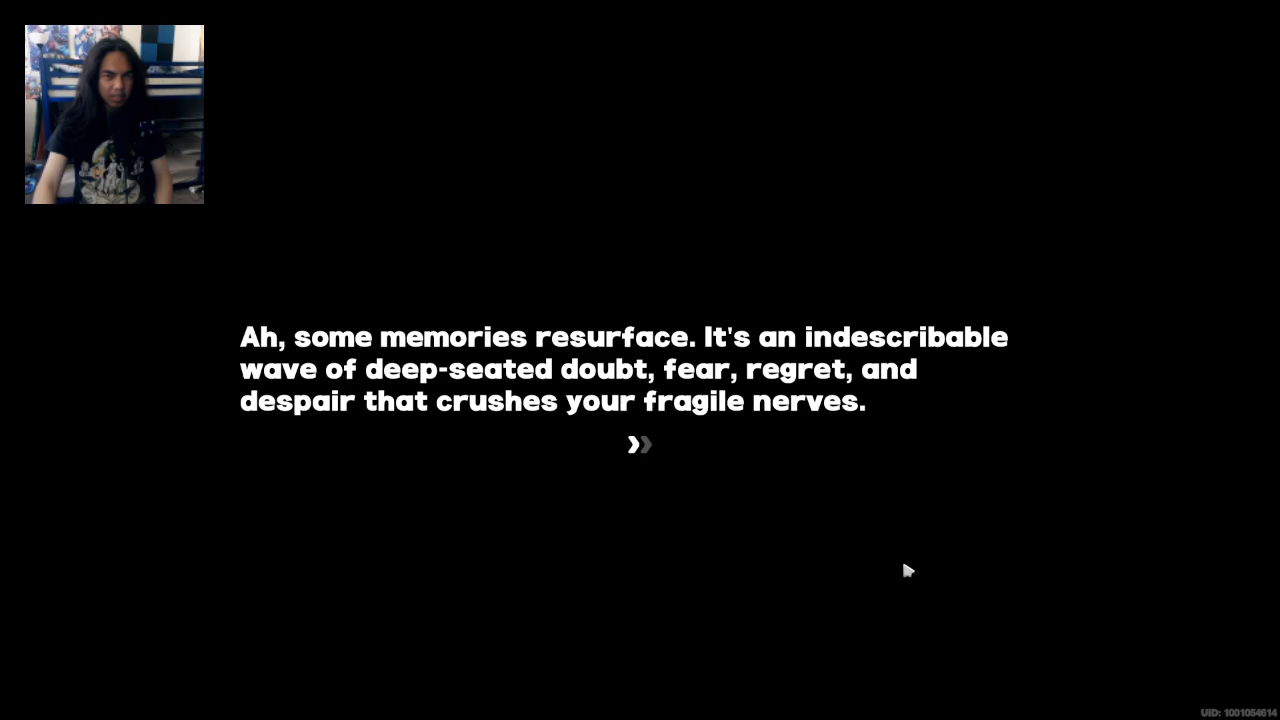 Ah, some memories resurface. It's an indescribable
wave of deep-seated doubt, fear, regret, and
despair that crushes your fragile nerves.
UID: 1001054614